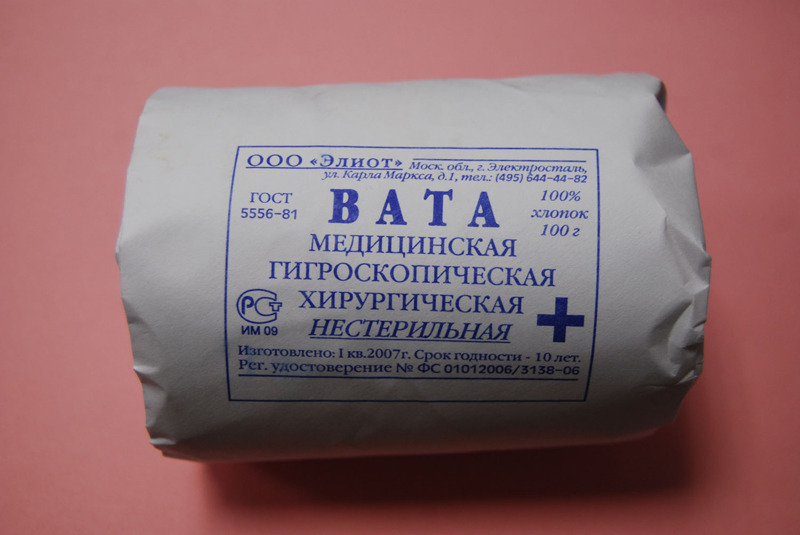 ООО «Элиот» Моск. обл., г. Электросталь,
ул. Карла Маркса, д.1, тел.: (495) 644-44-82
ГОСТ
5556-81
ВАТА
100%
хлопок
100 г
МЕДИЦИНСКАЯ
ГИГРОСКОПИЧЕСКАЯ
ХИРУРГИЧЕСКАЯ
НЕСТЕРИЛЬНАЯ
РСТ
ИМ 09
Изготовлено: I кв.2007г. Срок годности - 10 лет.
Рег. удостоверение № ФС 01012006/3138-06